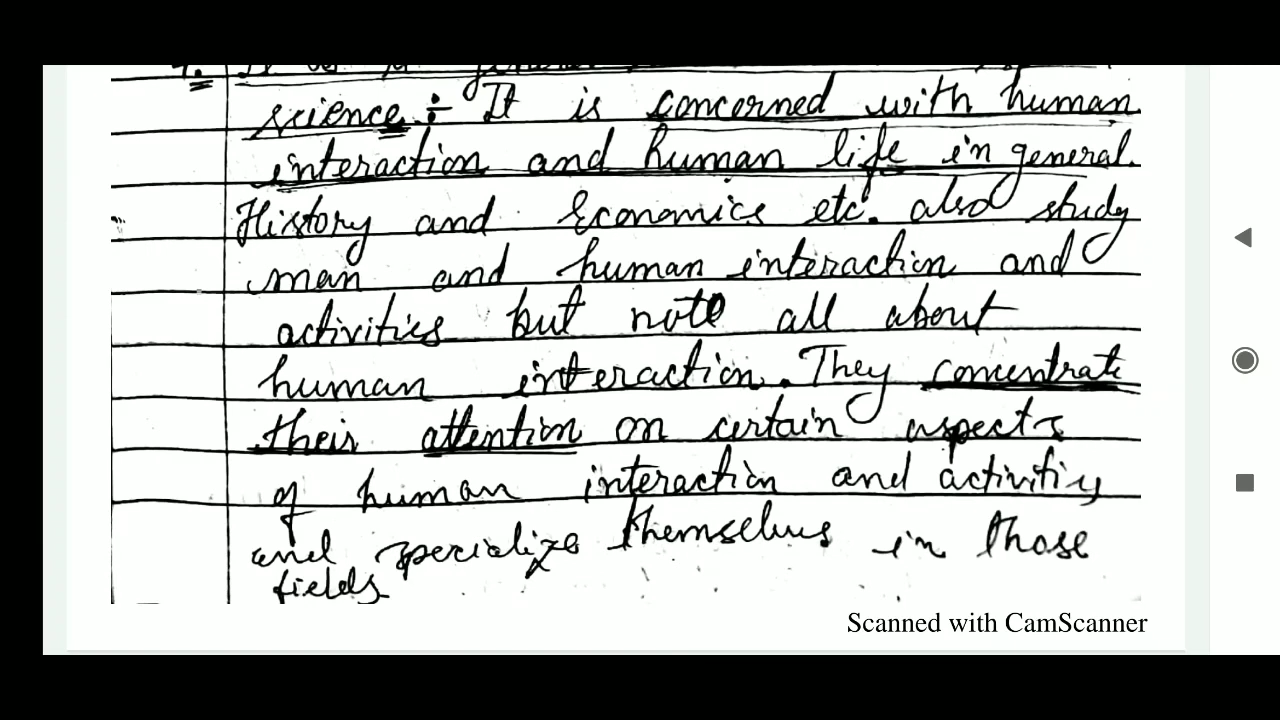 science :- It is concerned with human
interaction and human life in general.
History and Economics etc. also study
man and human interaction and
activities but not all about
human interaction. They concentrate
their attention on certain aspects
of human interaction and activities
and specialize themselves in those
fields
Scanned with CamScanner